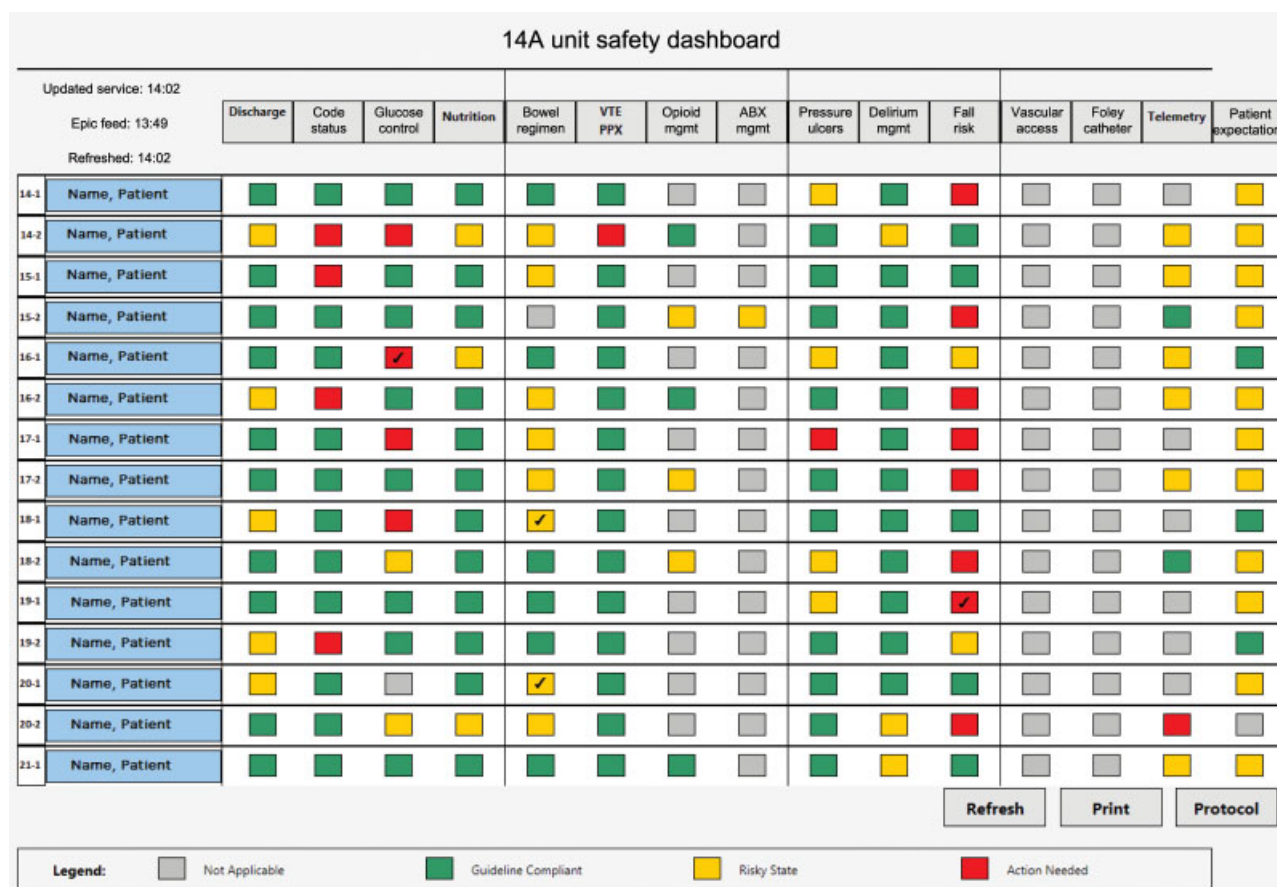 14A unit safety dashboard
Updated service: 14:02
Epic feed: 13:49
Refreshed: 14:02
Discharge
Code status
Glucose control
Nutrition
Bowel regimen
VTE PPX
Opioid mgmt
ABX mgmt
Pressure ulcers
Delirium mgmt
Fall risk
Vascular access
Foley catheter
Telemetry
Patient expectation
14-1 Name, Patient
14-2 Name, Patient
15-1 Name, Patient
15-2 Name, Patient
16-1 Name, Patient
16-2 Name, Patient
17-1 Name, Patient
17-2 Name, Patient
18-1 Name, Patient
18-2 Name, Patient
19-1 Name, Patient
19-2 Name, Patient
20-1 Name, Patient
20-2 Name, Patient
21-1 Name, Patient
Refresh Print Protocol
Legend: Not Applicable Guideline Compliant Risky State Action Needed